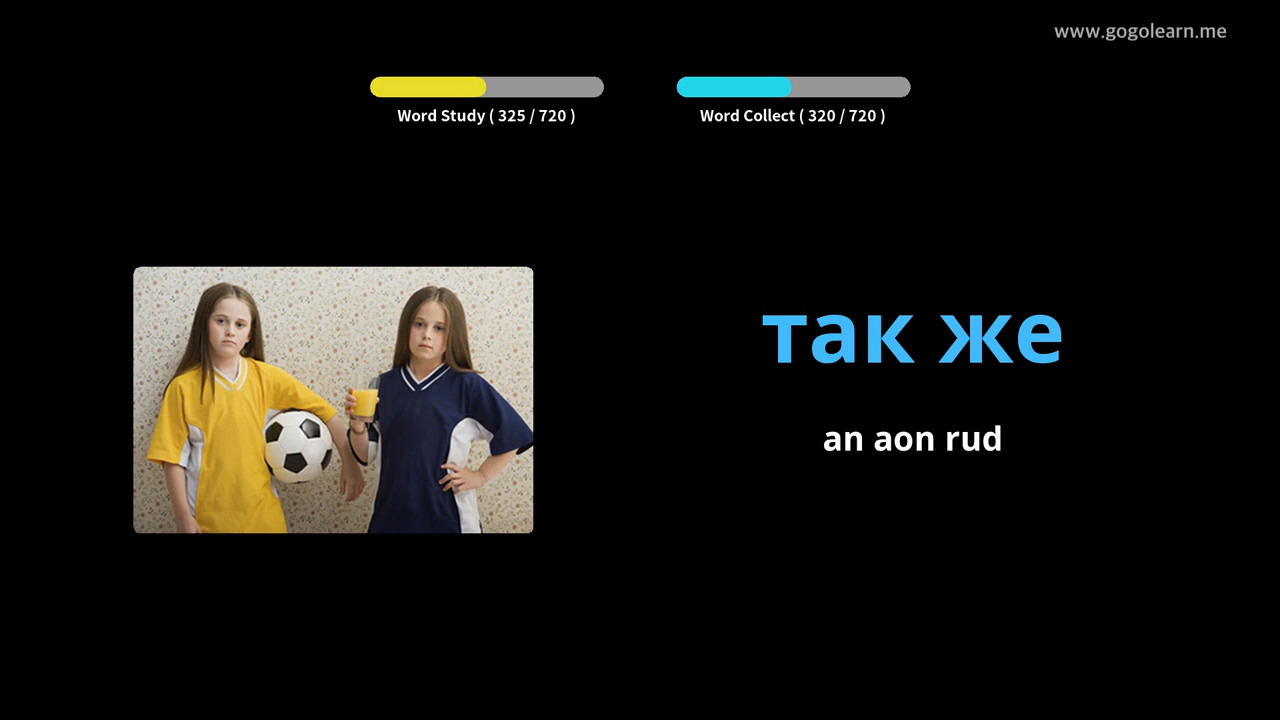 www.gogolearn.me
Word Study ( 325 / 720 )
Word Collect ( 320 / 720 )
так же
an aon rud